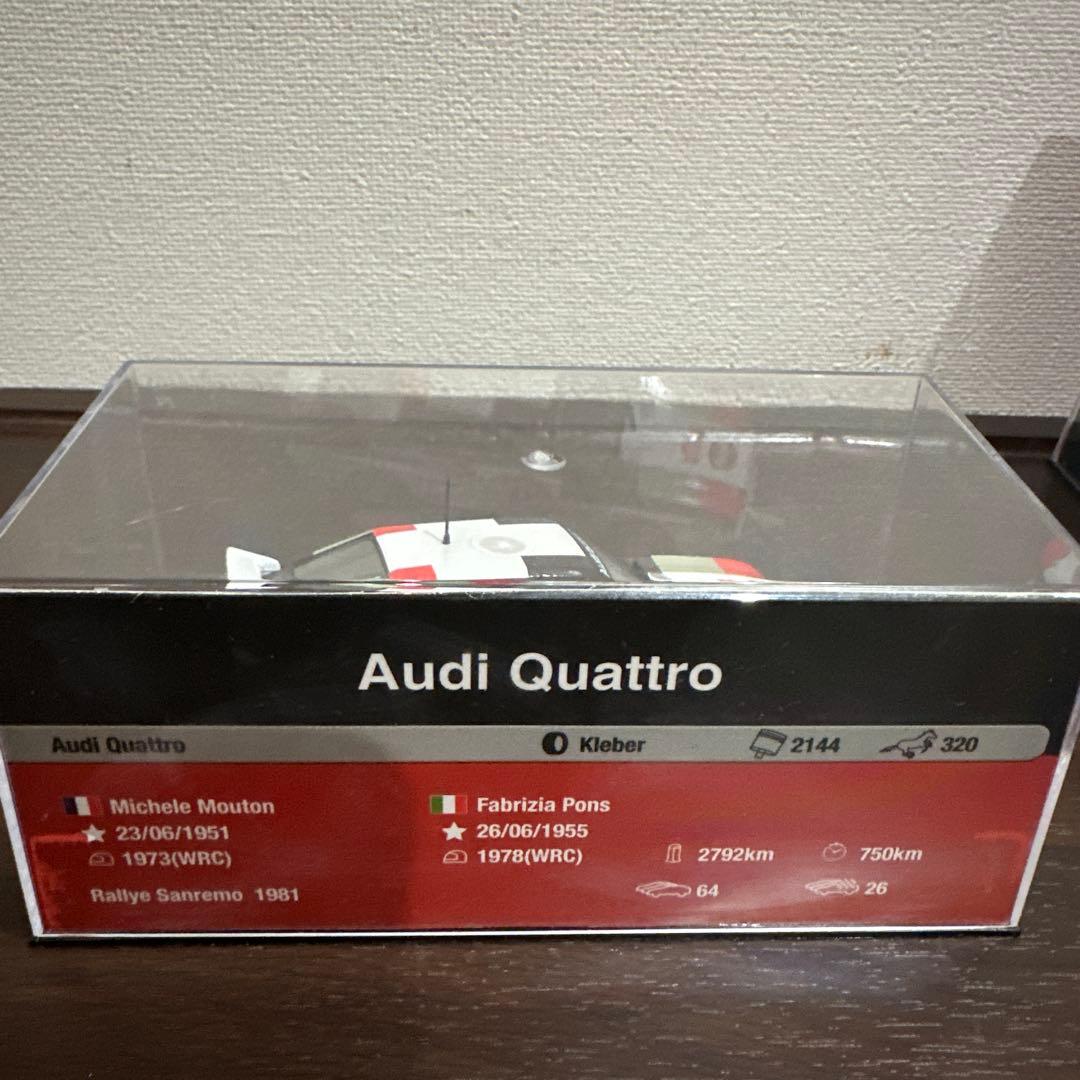 Audi Quattro
Audi Quattro Kleber 2144 320
Michele Mouton Fabrizia Pons
23/06/1951 26/06/1955
1973(WRC) 1978(WRC) 2792km 750km
Rallye Sanremo 1981 64 26